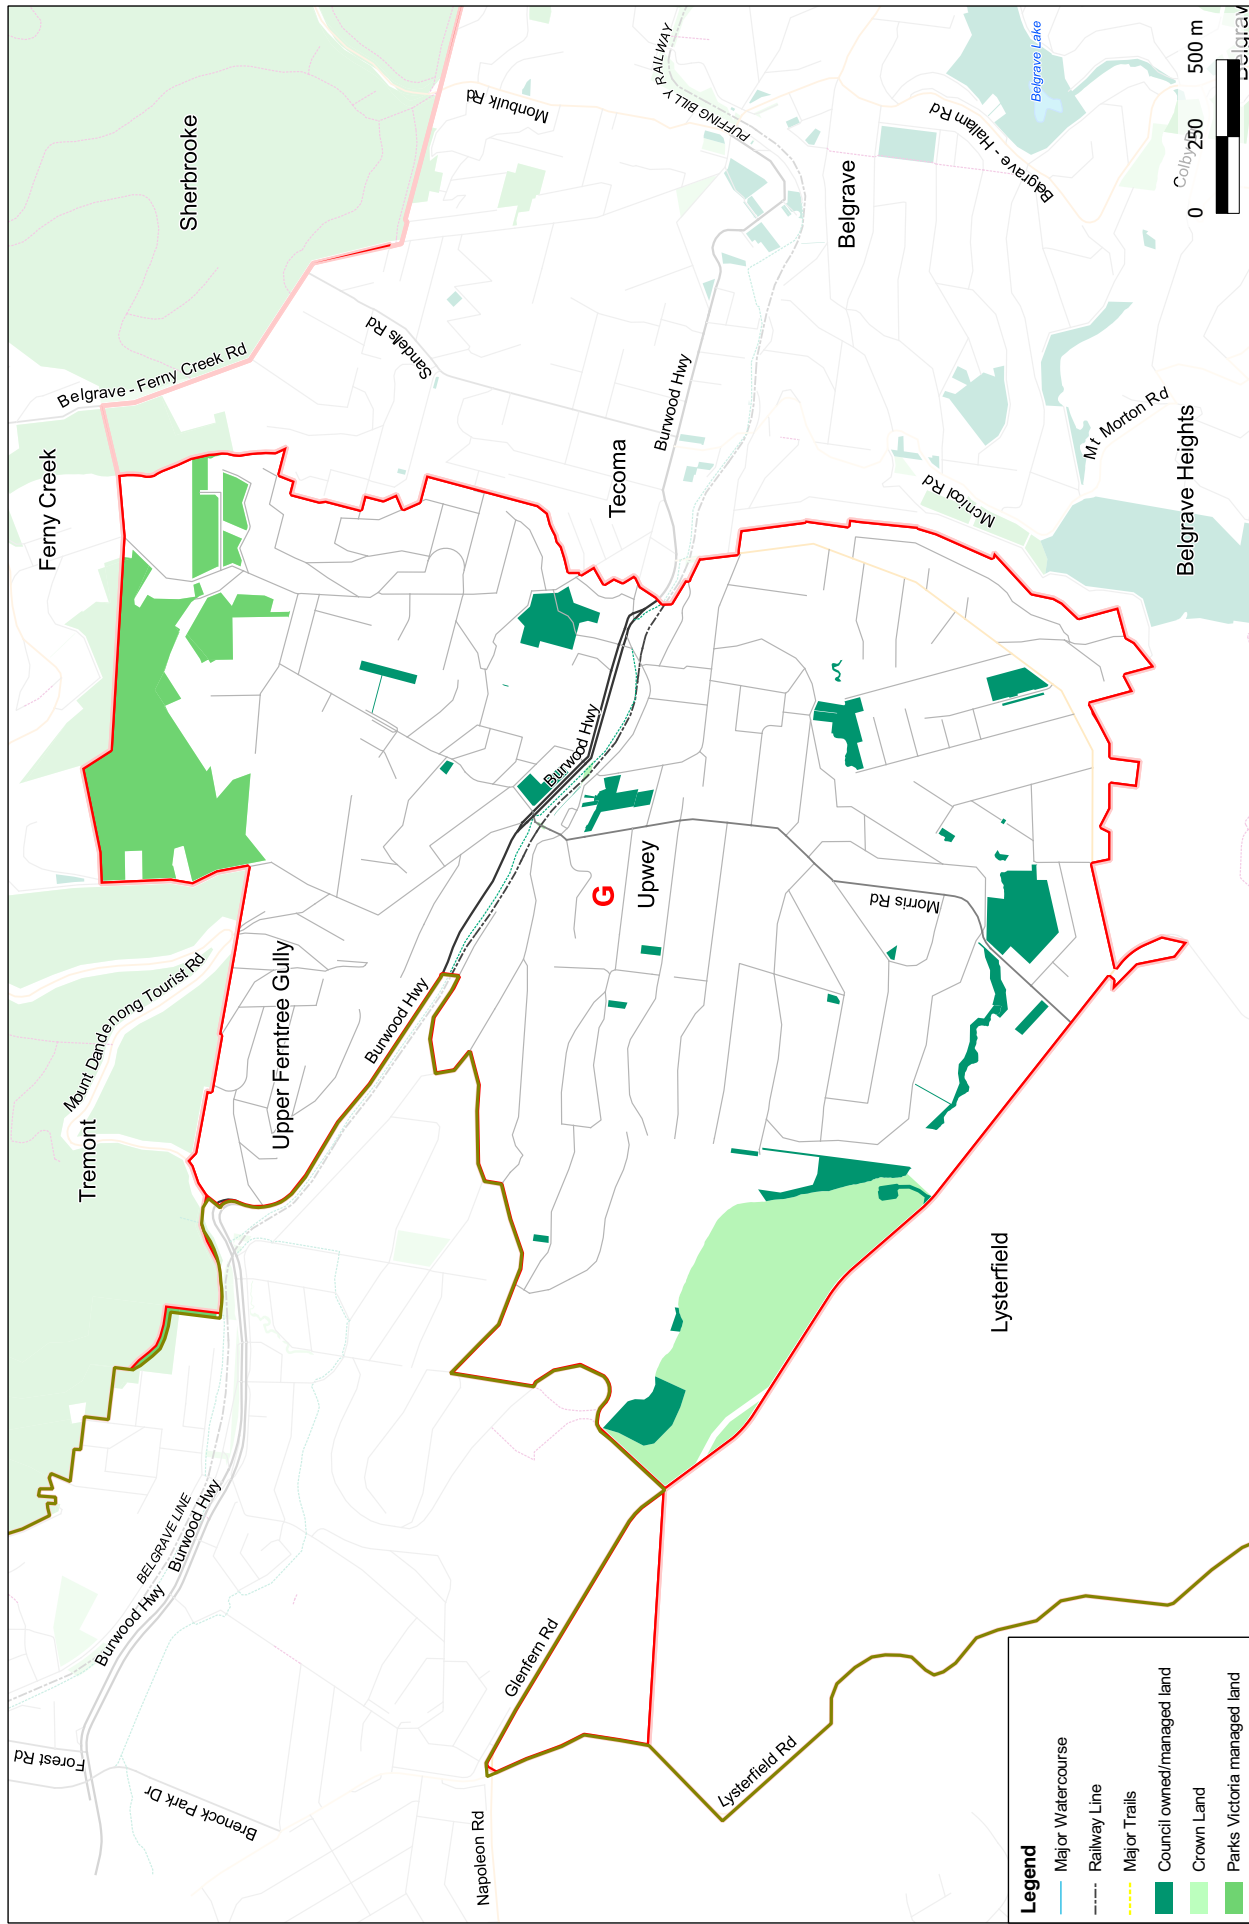 Sherbrooke
Ferny Creek
Belgrave - Ferny Creek Rd
Monbulk Rd
PUFFING BILLY RAILWAY
Belgrave Lake
Belgrave - Hallam Rd
Belgrave
Sandells Rd
Burwood Hwy
Tecoma
Mt Morton Rd
Mcnicol Rd
Belgrave Heights
Burwood Hwy
Upwey
G
Morris Rd
Mount Dandenong Tourist Rd
Tremont
Upper Ferntree Gully
Burwood Hwy
Lysterfield
BELGRAVE LINE
Burwood Hwy
Burwood Hwy
Forest Rd
Brenock Park Dr
Glenfern Rd
Napoleon Rd
Lysterfield Rd
Colby
0 250 500 m
Legend
Major Watercourse
Railway Line
Major Trails
Council owned/managed land
Crown Land
Parks Victoria managed land